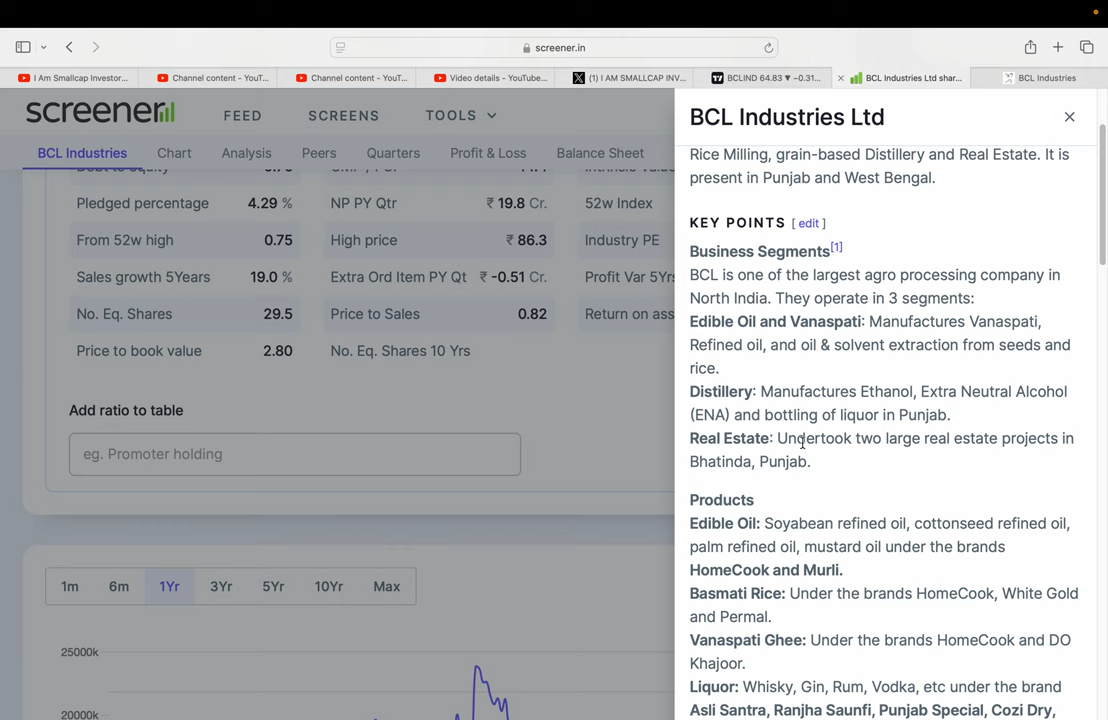 screener.in
I Am Smallcap Investor...
Channel content - YouT...
Channel content - YouT...
Video details - YouTube...
(1) I AM SMALLCAP INV...
BCLIND 64.83 ▼ −0.31...
BCL Industries Ltd shar...
BCL Industries
screener
FEED
SCREENS
TOOLS
BCL Industries
Chart
Analysis
Peers
Quarters
Profit & Loss
Balance Sheet
Pledged percentage 4.29 %
NP PY Qtr ₹ 19.8 Cr.
52w Index
From 52w high 0.75
High price ₹ 86.3
Industry PE
Sales growth 5Years 19.0 %
Extra Ord Item PY Qt ₹ -0.51 Cr.
Profit Var 5Yrs
No. Eq. Shares 29.5
Price to Sales 0.82
Return on ass
Price to book value 2.80
No. Eq. Shares 10 Yrs
Add ratio to table
eg. Promoter holding
1m 6m 1Yr 3Yr 5Yr 10Yr Max
25000k
20000k
BCL Industries Ltd
Rice Milling, grain-based Distillery and Real Estate. It is
present in Punjab and West Bengal.
KEY POINTS [ edit ]
Business Segments[1]
BCL is one of the largest agro processing company in
North India. They operate in 3 segments:
Edible Oil and Vanaspati: Manufactures Vanaspati,
Refined oil, and oil & solvent extraction from seeds and
rice.
Distillery: Manufactures Ethanol, Extra Neutral Alcohol
(ENA) and bottling of liquor in Punjab.
Real Estate: Undertook two large real estate projects in
Bhatinda, Punjab.
Products
Edible Oil: Soyabean refined oil, cottonseed refined oil,
palm refined oil, mustard oil under the brands
HomeCook and Murli.
Basmati Rice: Under the brands HomeCook, White Gold
and Permal.
Vanaspati Ghee: Under the brands HomeCook and DO
Khajoor.
Liquor: Whisky, Gin, Rum, Vodka, etc under the brand
Asli Santra, Ranjha Saunfi, Punjab Special, Cozi Dry,